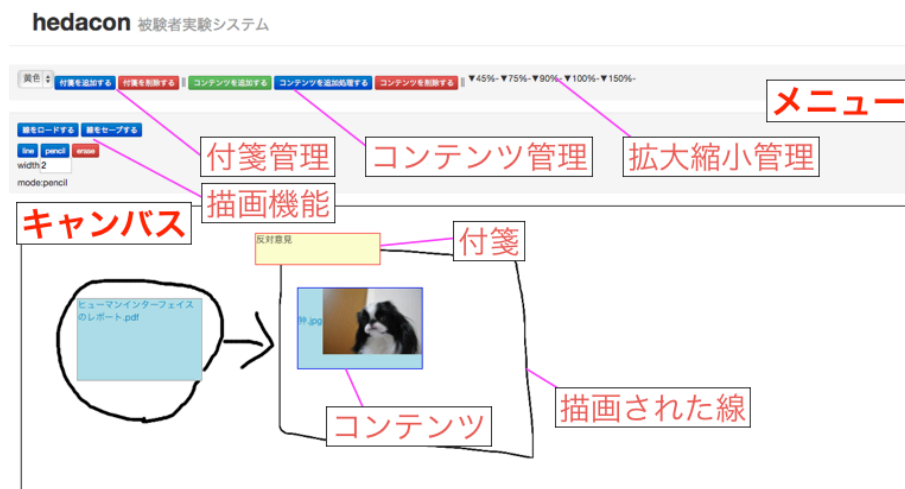 hedacon 被験者実験システム
黄色 付箋を追加する 付箋を削除する || コンテンツを追加する コンテンツを追加処理する コンテンツを削除する || ▼45%-▼75%-▼90%-▼100%-▼150%-
メニュー
線をロードする 線をセーブする
line pencil erase
width 2
mode:pencil
付箋管理
コンテンツ管理
拡大縮小管理
描画機能
キャンバス
反対意見
付箋
ヒューマンインターフェイス
のレポート.pdf
狆.jpg
描画された線
コンテンツ